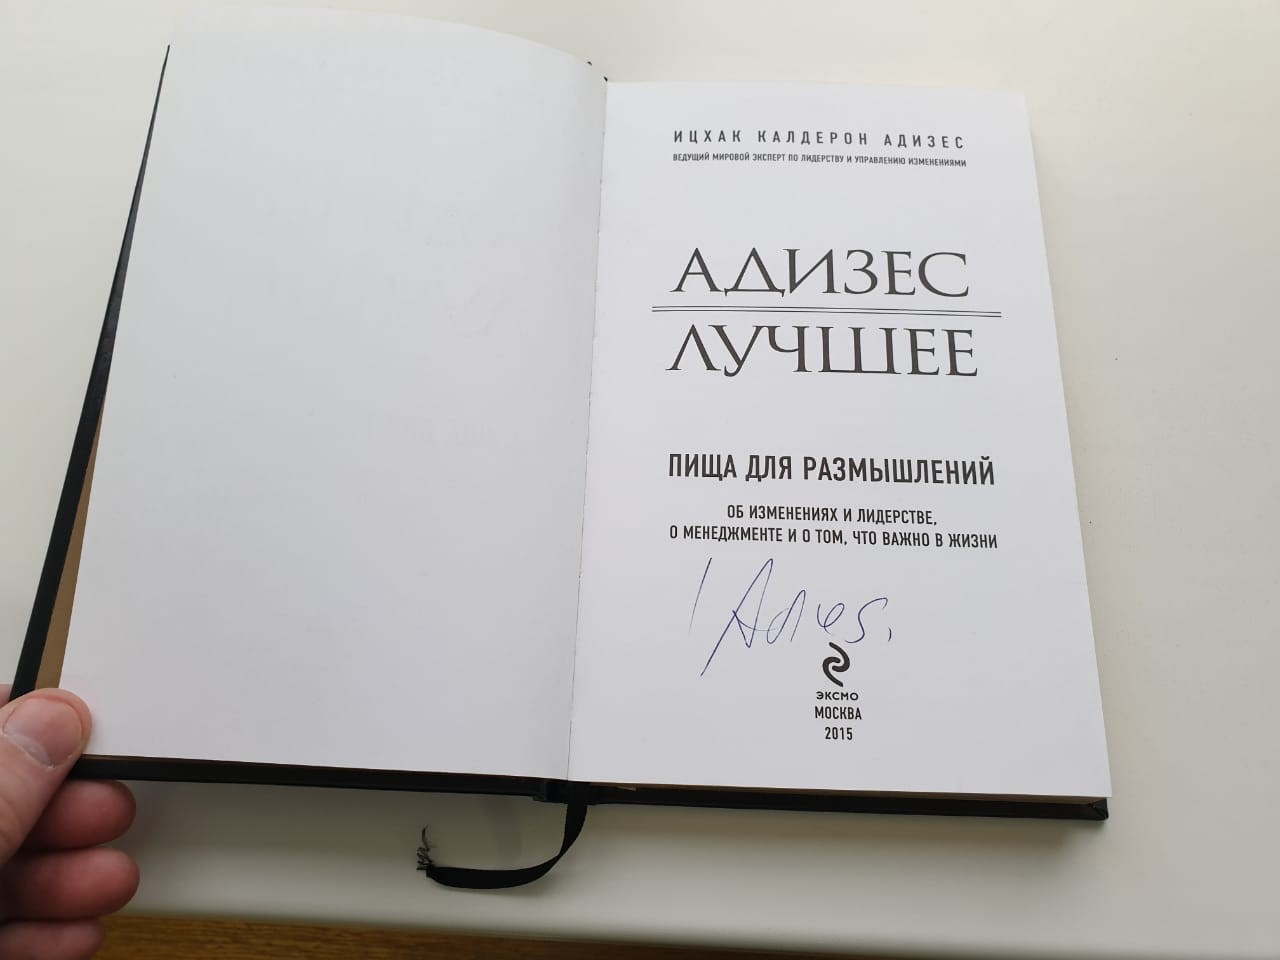 ИЦХАК КАЛДЕРОН АДИЗЕС
ВЕДУЩИЙ МИРОВОЙ ЭКСПЕРТ ПО ЛИДЕРСТВУ И УПРАВЛЕНИЮ ИЗМЕНЕНИЯМИ
АДИЗЕС
ЛУЧШЕЕ
ПИЩА ДЛЯ РАЗМЫШЛЕНИЙ
ОБ ИЗМЕНЕНИЯХ И ЛИДЕРСТВЕ,
О МЕНЕДЖМЕНТЕ И О ТОМ, ЧТО ВАЖНО В ЖИЗНИ
ЭКСМО
МОСКВА
2015